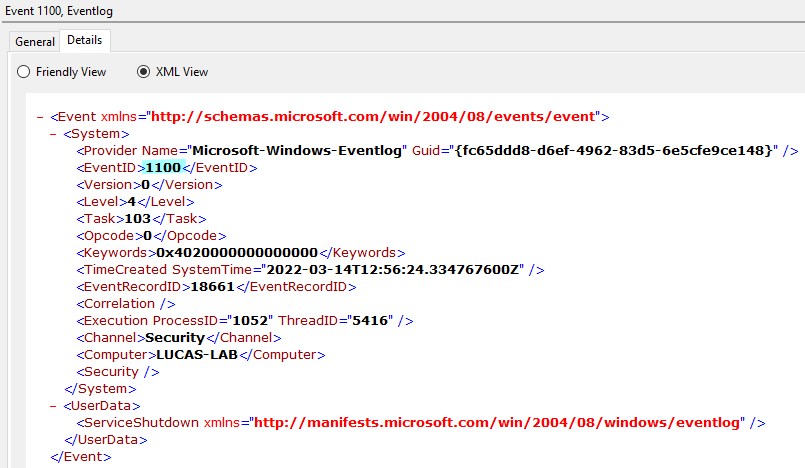 Event 1100, Eventlog
General Details
Friendly View XML View
- <Event xmlns="http://schemas.microsoft.com/win/2004/08/events/event">
- <System>
<Provider Name="Microsoft-Windows-Eventlog" Guid="{fc65ddd8-d6ef-4962-83d5-6e5cfe9ce148}" />
<EventID>1100</EventID>
<Version>0</Version>
<Level>4</Level>
<Task>103</Task>
<Opcode>0</Opcode>
<Keywords>0x4020000000000000</Keywords>
<TimeCreated SystemTime="2022-03-14T12:56:24.334767600Z" />
<EventRecordID>18661</EventRecordID>
<Correlation />
<Execution ProcessID="1052" ThreadID="5416" />
<Channel>Security</Channel>
<Computer>LUCAS-LAB</Computer>
<Security />
</System>
- <UserData>
<ServiceShutdown xmlns="http://manifests.microsoft.com/win/2004/08/windows/eventlog" />
</UserData>
</Event>